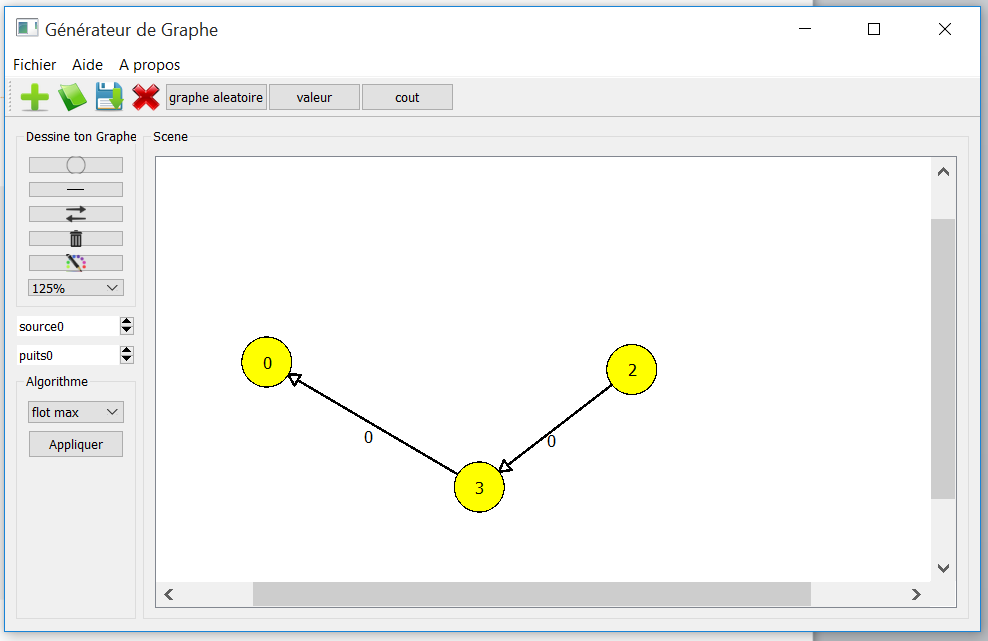 Générateur de Graphe
Fichier Aide A propos
graphe aleatoire valeur cout
Dessine ton Graphe
Scene
125%
source0
puits0
Algorithme
flot max
Appliquer
0
2
0
0
3